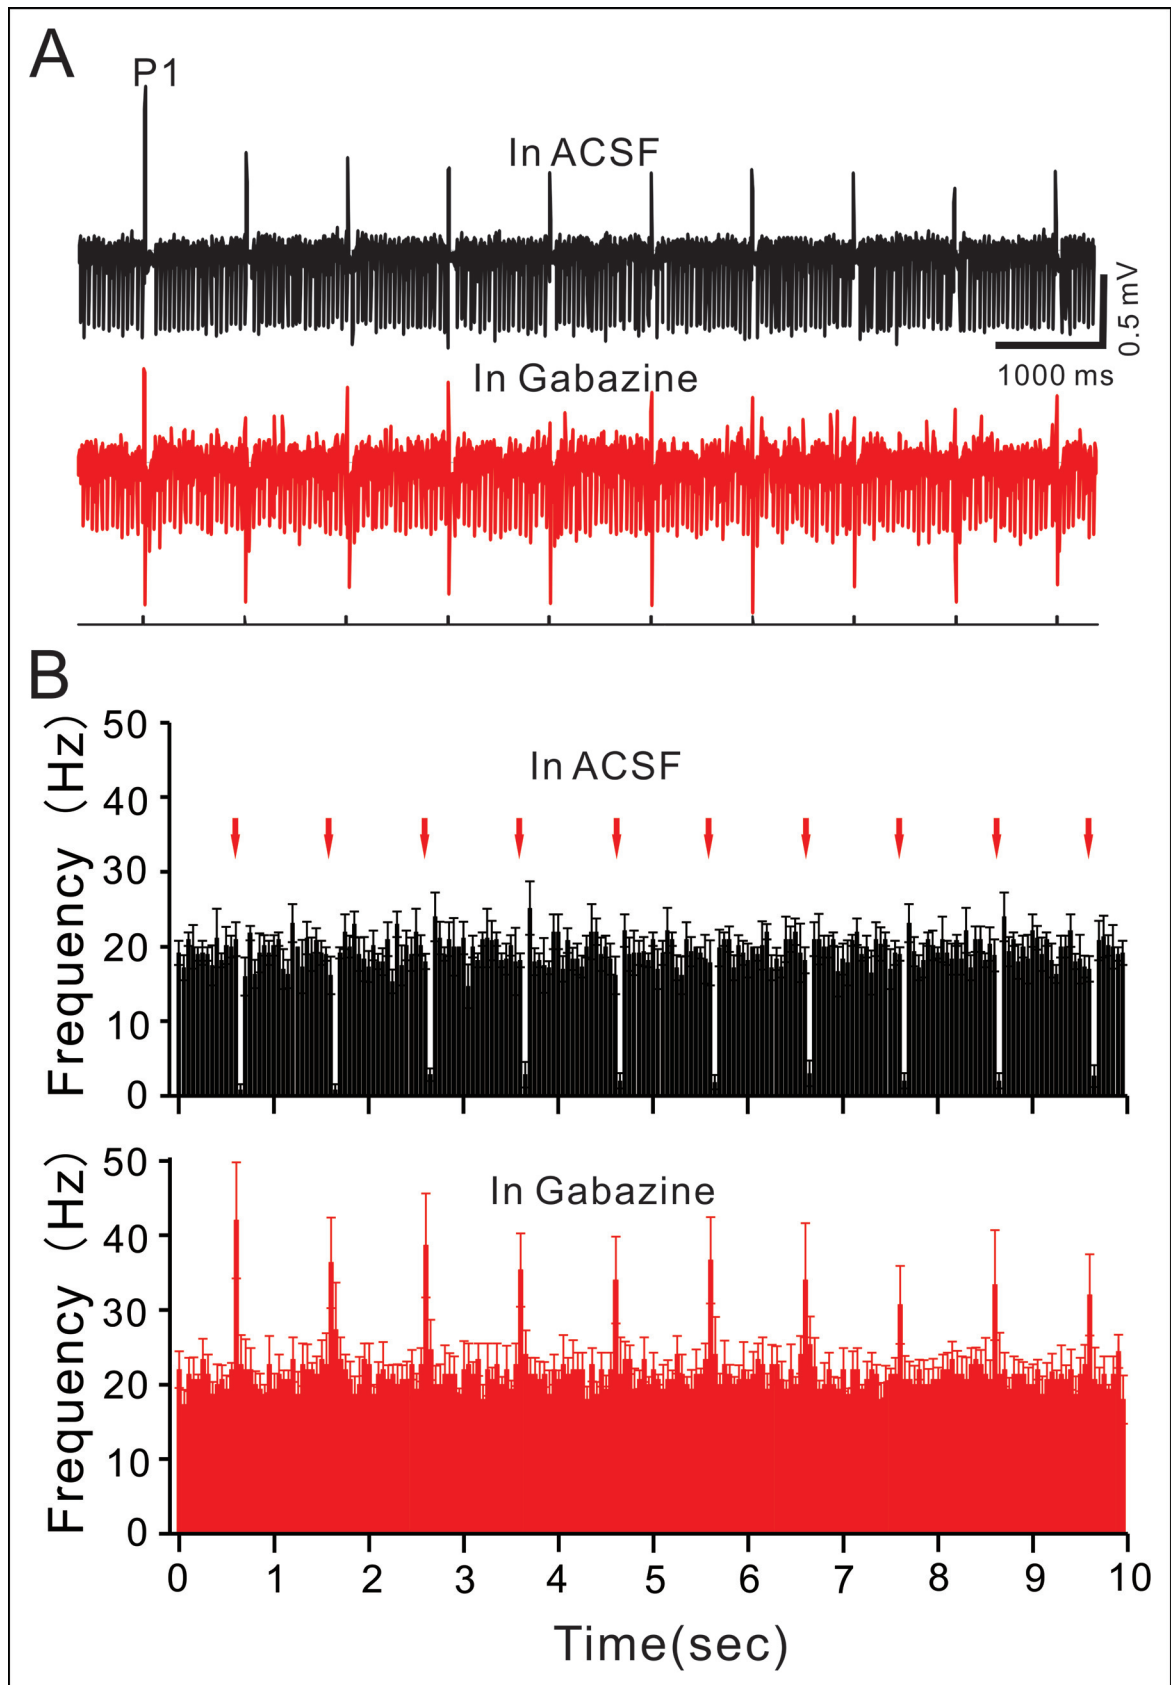 A
P1
In ACSF
0.5 mV
1000 ms
In Gabazine
B
Frequency (Hz)
50
40
30
20
10
0
In ACSF
Frequency (Hz)
50
40
30
20
10
0
In Gabazine
0 1 2 3 4 5 6 7 8 9 10
Time(sec)